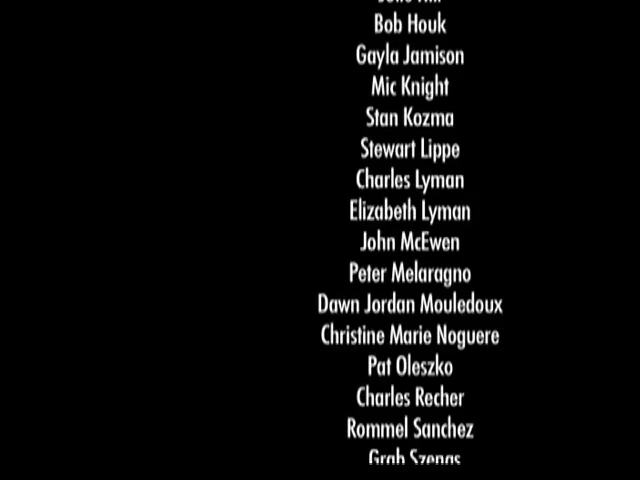 Bob Houk
Gayla Jamison
Mic Knight
Stan Kozma
Stewart Lippe
Charles Lyman
Elizabeth Lyman
John McEwen
Peter Melaragno
Dawn Jordan Mouledoux
Christine Marie Noguere
Pat Oleszko
Charles Recher
Rommel Sanchez